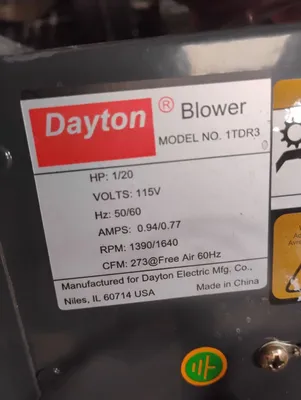 Dayton® Blower
MODEL NO. 1TDR3
HP: 1/20
VOLTS: 115V
Hz: 50/60
AMPS: 0.94/0.77
RPM: 1390/1640
CFM: 273@Free Air 60Hz
Manufactured for Dayton Electric Mfg. Co.,
Niles, IL 60714 USA Made in China